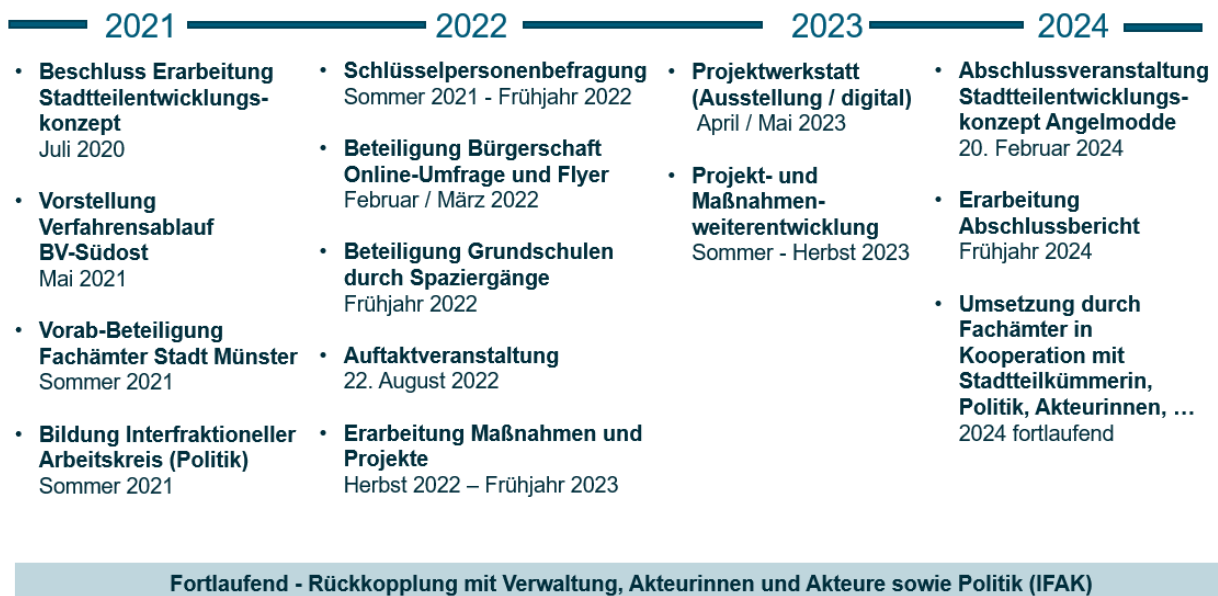 2021
2022
2023
2024
• Beschluss Erarbeitung
Stadtteilentwicklungs-
konzept
Juli 2020
• Vorstellung
Verfahrensablauf
BV-Südost
Mai 2021
• Vorab-Beteiligung
Fachämter Stadt Münster
Sommer 2021
• Bildung Interfraktioneller
Arbeitskreis (Politik)
Sommer 2021
• Schlüsselpersonenbefragung
Sommer 2021 - Frühjahr 2022
• Beteiligung Bürgerschaft
Online-Umfrage und Flyer
Februar / März 2022
• Beteiligung Grundschulen
durch Spaziergänge
Frühjahr 2022
• Auftaktveranstaltung
22. August 2022
• Erarbeitung Maßnahmen und
Projekte
Herbst 2022 – Frühjahr 2023
• Projektwerkstatt
(Ausstellung / digital)
April / Mai 2023
• Projekt- und
Maßnahmen-
weiterentwicklung
Sommer - Herbst 2023
• Abschlussveranstaltung
Stadtteilentwicklungs-
konzept Angelmodde
20. Februar 2024
• Erarbeitung
Abschlussbericht
Frühjahr 2024
• Umsetzung durch
Fachämter in
Kooperation mit
Stadtteilkümmerin,
Politik, Akteurinnen, …
2024 fortlaufend
Fortlaufend - Rückkopplung mit Verwaltung, Akteurinnen und Akteure sowie Politik (IFAK)